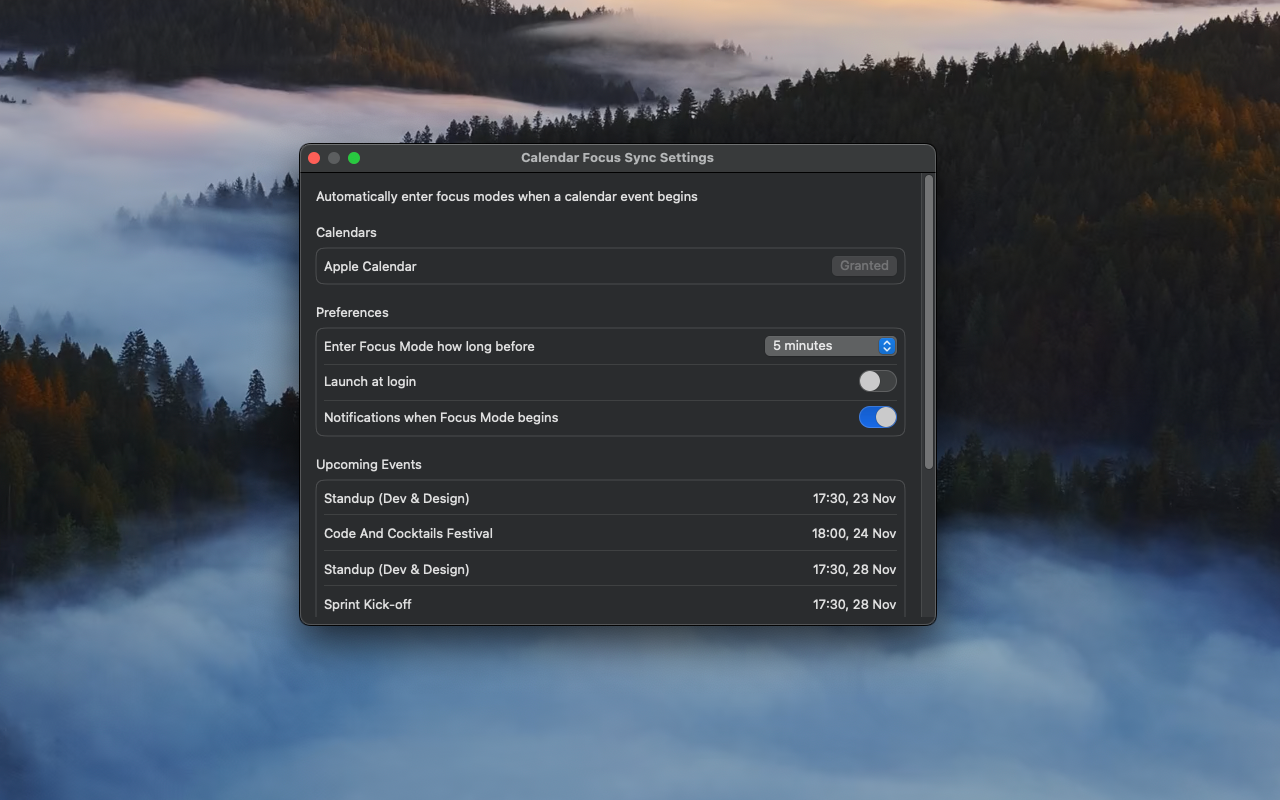 Calendar Focus Sync Settings
Automatically enter focus modes when a calendar event begins
Calendars
Apple Calendar Granted
Preferences
Enter Focus Mode how long before 5 minutes
Launch at login
Notifications when Focus Mode begins
Upcoming Events
Standup (Dev & Design) 17:30, 23 Nov
Code And Cocktails Festival 18:00, 24 Nov
Standup (Dev & Design) 17:30, 28 Nov
Sprint Kick-off 17:30, 28 Nov